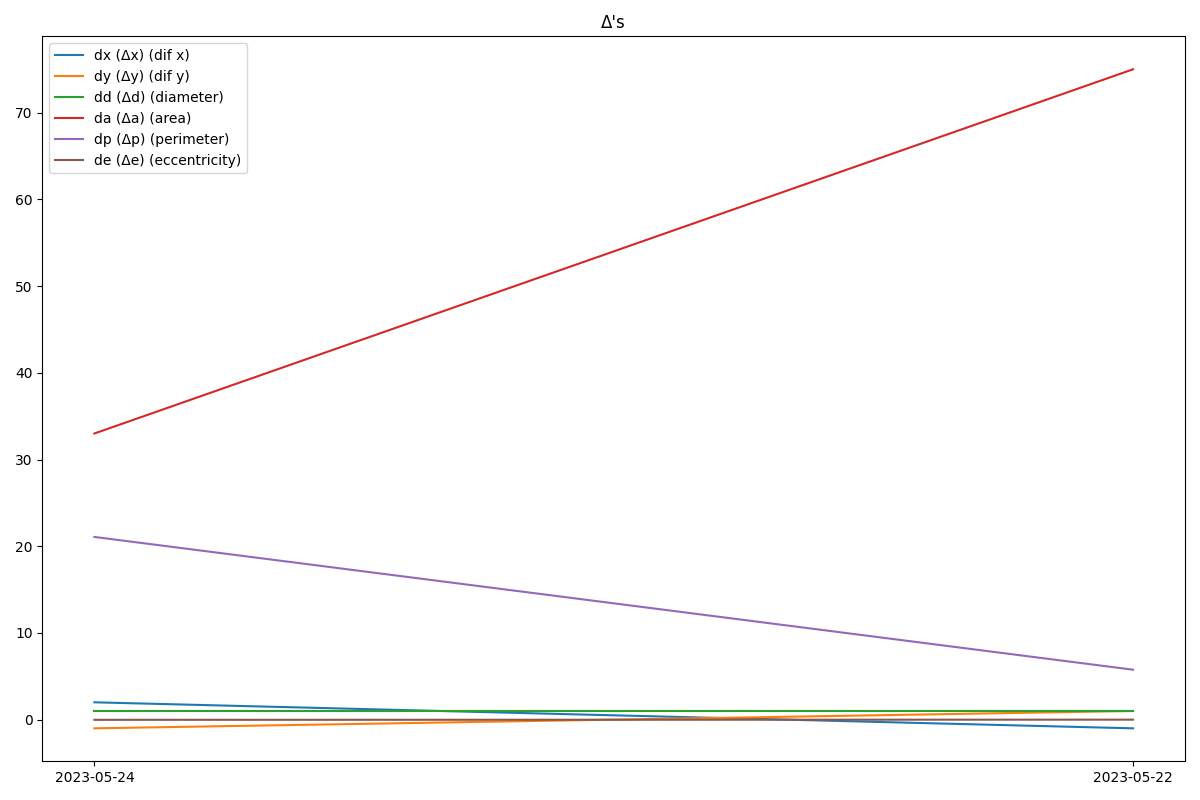 Δ's
dx (Δx) (dif x)
dy (Δy) (dif y)
dd (Δd) (diameter)
da (Δa) (area)
dp (Δp) (perimeter)
de (Δe) (eccentricity)
70
60
50
40
30
20
10
0
2023-05-24 2023-05-22